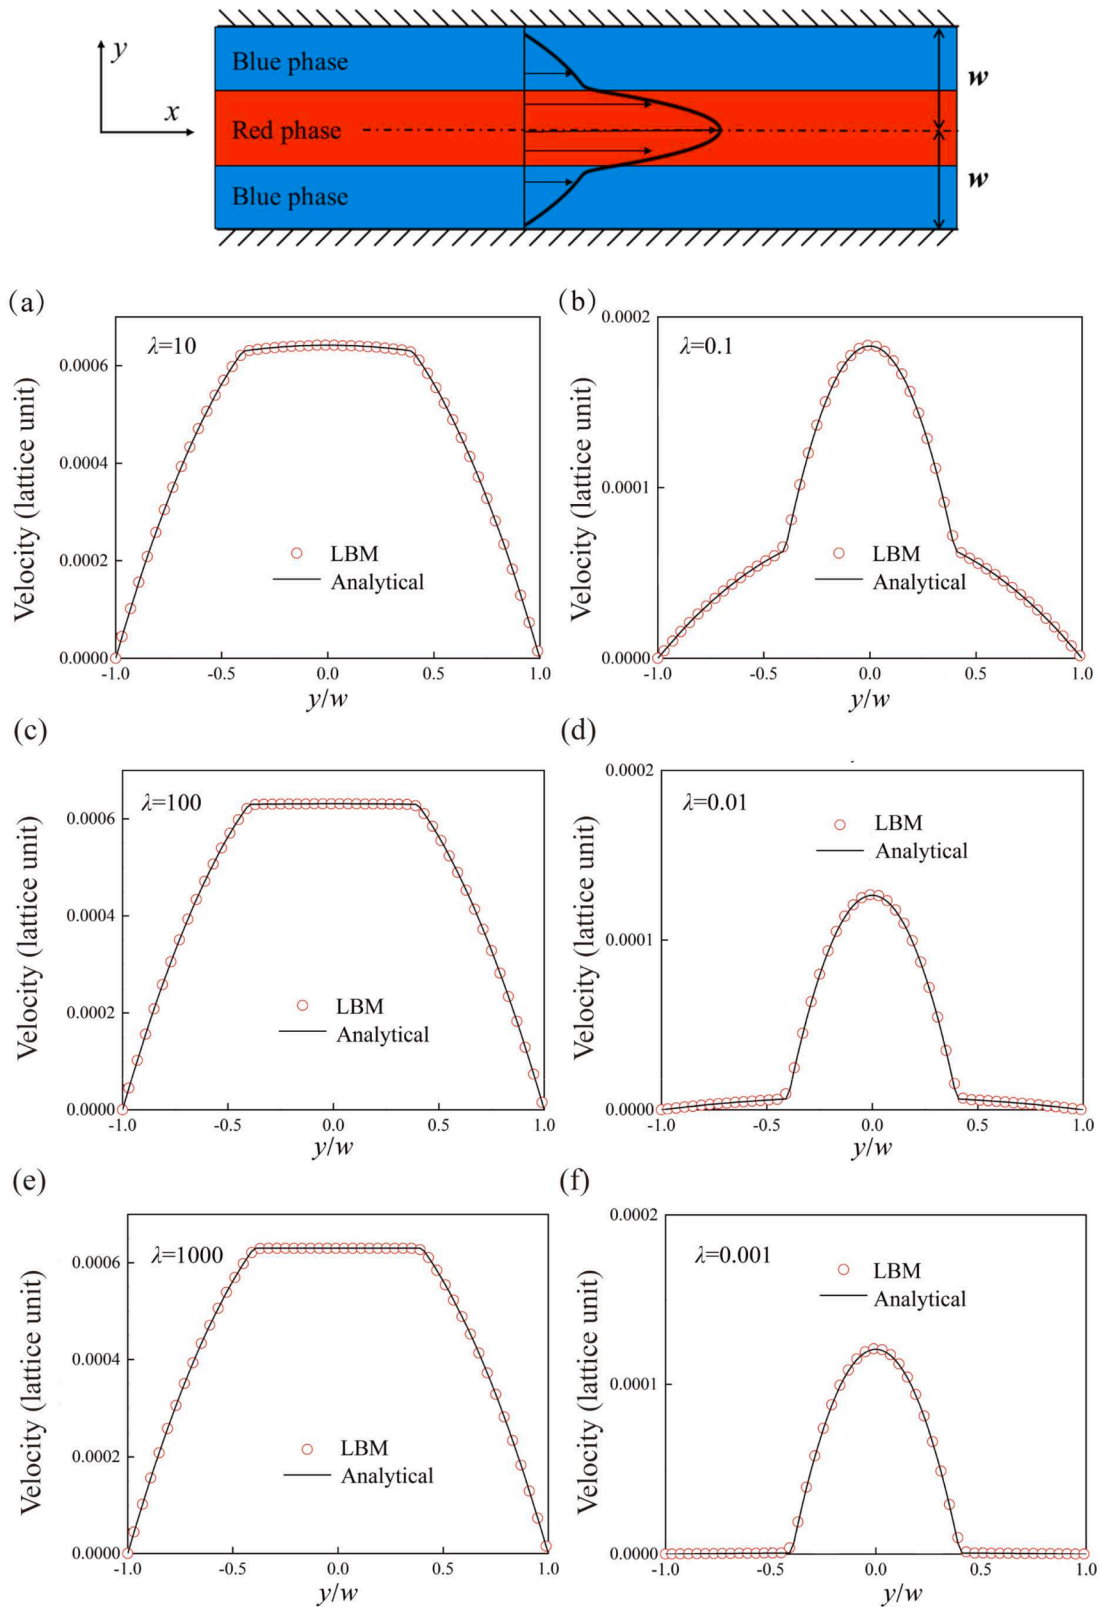 y
Blue phase
w
x
Red phase
w
Blue phase
(a)
(b)
0.0002
λ=10
λ=0.1
0.0006
Velocity (lattice unit)
Velocity (lattice unit)
0.0004
0.0001
LBM
LBM
0.0002
Analytical
Analytical
0.0000
0.0000
-1.0 -0.5 0.0 0.5 1.0
-1.0 -0.5 0.0 0.5 1.0
y/w
y/w
(c)
(d)
0.0002
λ=100
λ=0.01
0.0006
LBM
Analytical
Velocity (lattice unit)
Velocity (lattice unit)
0.0004
0.0001
0.0002
LBM
Analytical
0.0000
0.0000
-1.0 -0.5 0.0 0.5 1.0
-1.0 -0.5 0.0 0.5 1.0
y/w
y/w
(e)
(f)
0.0002
λ=1000
λ=0.001
0.0006
LBM
Analytical
Velocity (lattice unit)
Velocity (lattice unit)
0.0004
0.0001
0.0002
LBM
Analytical
0.0000
0.0000
-1.0 -0.5 0.0 0.5 1.0
-1.0 -0.5 0.0 0.5 1.0
y/w
y/w